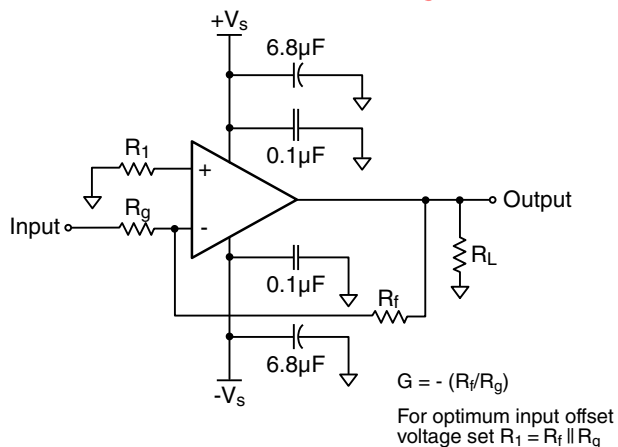 +Vs
6.8µF
0.1µF
R1
+
Input
Rg
-
Output
RL
0.1µF
Rf
6.8µF
-Vs
G = - (Rf/Rg)
For optimum input offset
voltage set R1 = Rf || Rg